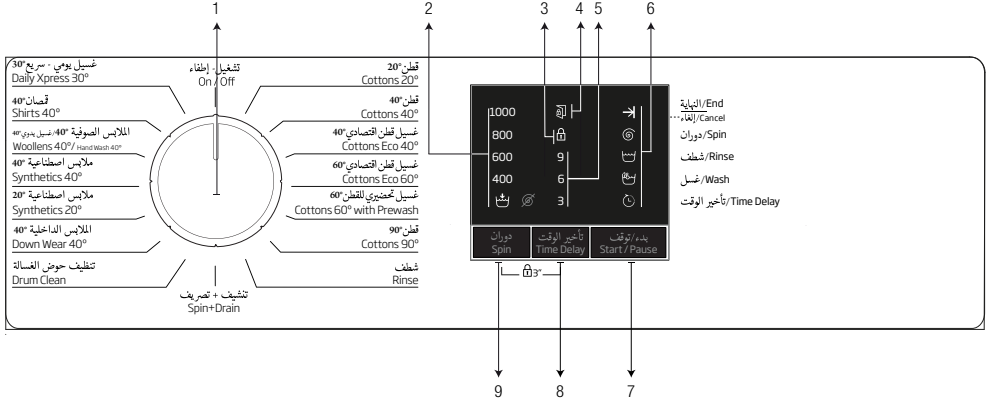 1
2
3
4
5
6
تشغيل- إطفاء
On / Off
غسيل يومي - سريع 30°
Daily Xpress 30°
قمصان 40°
Shirts 40°
الملابس الصوفية 40°/غسيل يدوي 40°
Woollens 40°/ Hand Wash 40°
ملابس اصطناعية 40°
Synthetics 40°
ملابس اصطناعية 20°
Synthetics 20°
الملابس الداخلية 40°
Down Wear 40°
تنظيف حوض الغسالة
Drum Clean
قطن 20°
Cottons 20°
قطن 40°
Cottons 40°
غسيل قطن اقتصادي 40°
Cottons Eco 40°
غسيل قطن اقتصادي 60°
Cottons Eco 60°
غسيل تحضيري للقطن 60°
Cottons 60° with Prewash
قطن 90°
Cottons 90°
شطف
Rinse
تنشيف + تصريف
Spin+Drain
1000
800
600
400
9
6
3
النهاية/End
إلغاء/Cancel
دوران/Spin
شطف/Rinse
غسل/Wash
تأخير الوقت/Time Delay
دوران
Spin
تأخير الوقت
Time Delay
بدء/توقف
Start / Pause
3"
9
8
7